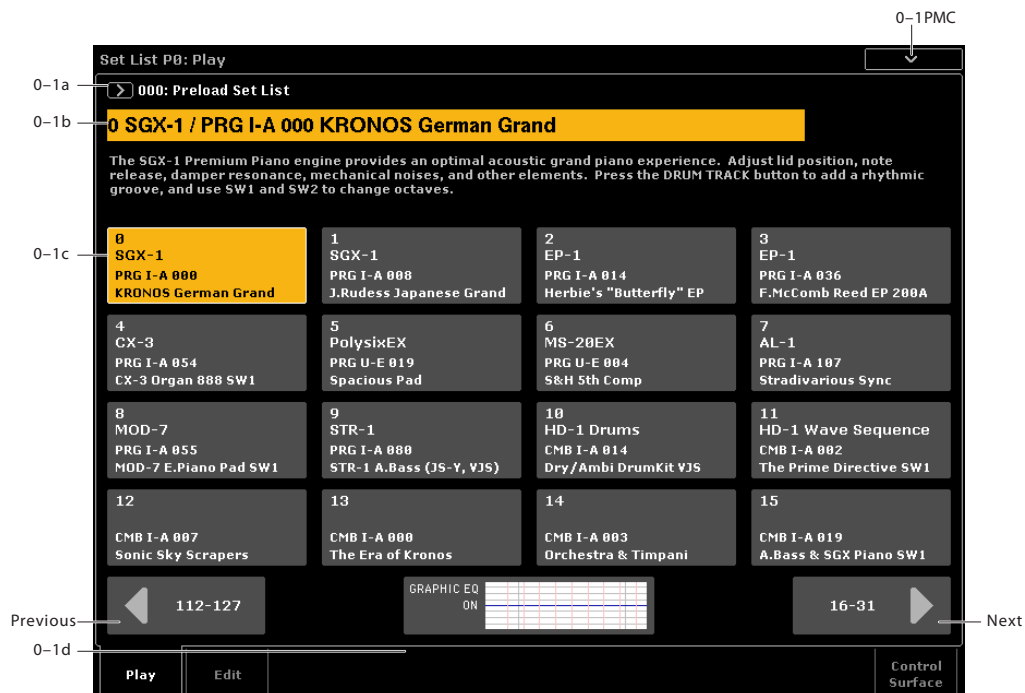 0–1PMC
Set List P0: Play
0–1a
000: Preload Set List
0–1b
0 SGX-1 / PRG I-A 000 KRONOS German Grand
The SGX-1 Premium Piano engine provides an optimal acoustic grand piano experience. Adjust lid position, note
release, damper resonance, mechanical noises, and other elements. Press the DRUM TRACK button to add a rhythmic
groove, and use SW1 and SW2 to change octaves.
0–1c
0
SGX-1
PRG I-A 000
KRONOS German Grand
1
SGX-1
PRG I-A 008
J.Rudess Japanese Grand
2
EP-1
PRG I-A 014
Herbie's "Butterfly" EP
3
EP-1
PRG I-A 036
F.McComb Reed EP 200A
4
CX-3
PRG I-A 054
CX-3 Organ 888 SW1
5
PolysixEX
PRG U-E 019
Spacious Pad
6
MS-20EX
PRG U-E 004
S&H 5th Comp
7
AL-1
PRG I-A 107
Stradivarious Sync
8
MOD-7
PRG I-A 055
MOD-7 E.Piano Pad SW1
9
STR-1
PRG I-A 080
STR-1 A.Bass (JS-Y, VJS)
10
HD-1 Drums
CMB I-A 014
Dry/Ambi DrumKit VJS
11
HD-1 Wave Sequence
CMB I-A 002
The Prime Directive SW1
12
CMB I-A 007
Sonic Sky Scrapers
13
CMB I-A 000
The Era of Kronos
14
CMB I-A 003
Orchestra & Timpani
15
CMB I-A 019
A.Bass & SGX Piano SW1
112-127
GRAPHIC EQ
ON
16-31
Previous
Next
0–1d
Play
Edit
Control
Surface